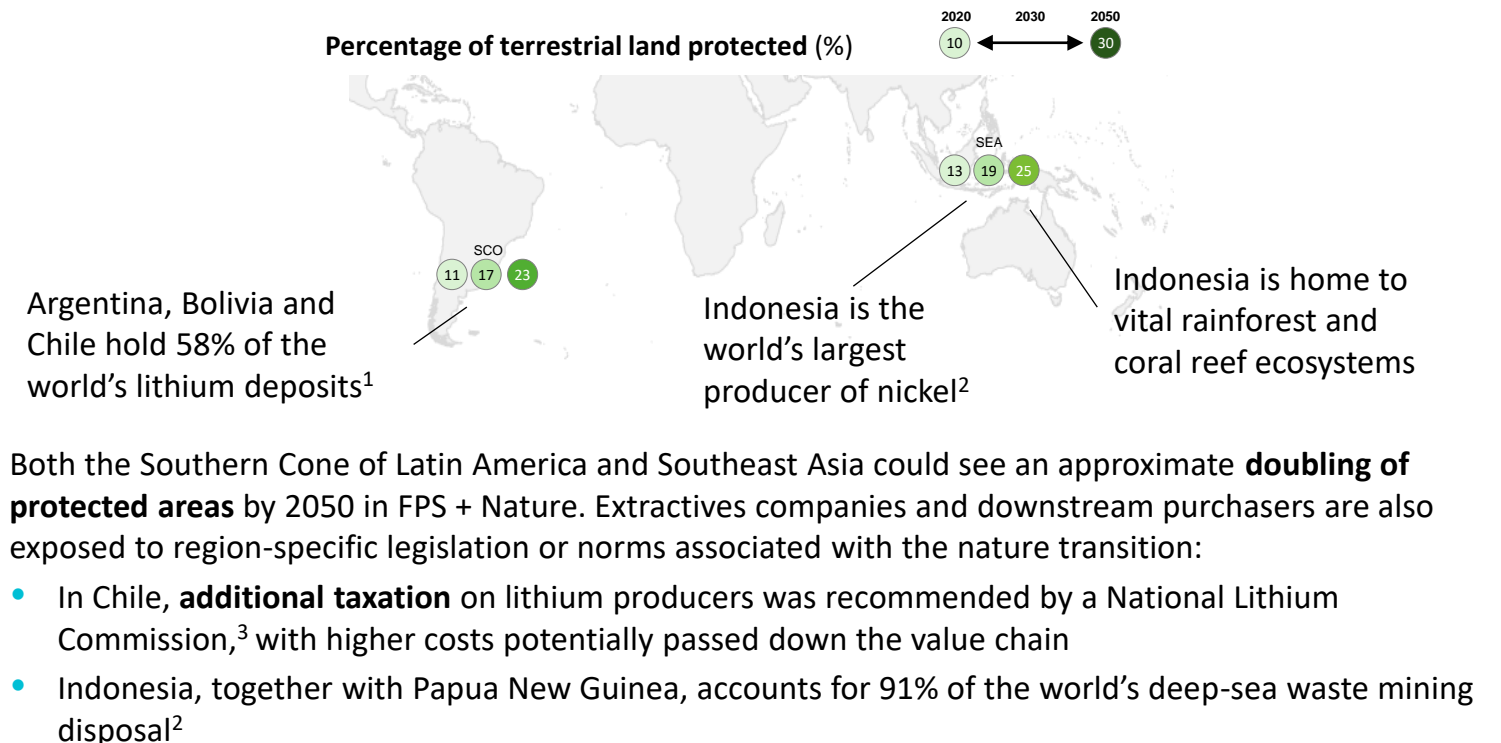 2020 2030 2050
Percentage of terrestrial land protected (%)
10 30
SEA
13 19 25
SCO
11 17 23
Argentina, Bolivia and
Chile hold 58% of the
world’s lithium deposits¹
Indonesia is the
world’s largest
producer of nickel²
Indonesia is home to
vital rainforest and
coral reef ecosystems
Both the Southern Cone of Latin America and Southeast Asia could see an approximate doubling of
protected areas by 2050 in FPS + Nature. Extractives companies and downstream purchasers are also
exposed to region-specific legislation or norms associated with the nature transition:
• In Chile, additional taxation on lithium producers was recommended by a National Lithium
Commission,³ with higher costs potentially passed down the value chain
• Indonesia, together with Papua New Guinea, accounts for 91% of the world’s deep-sea waste mining
disposal²